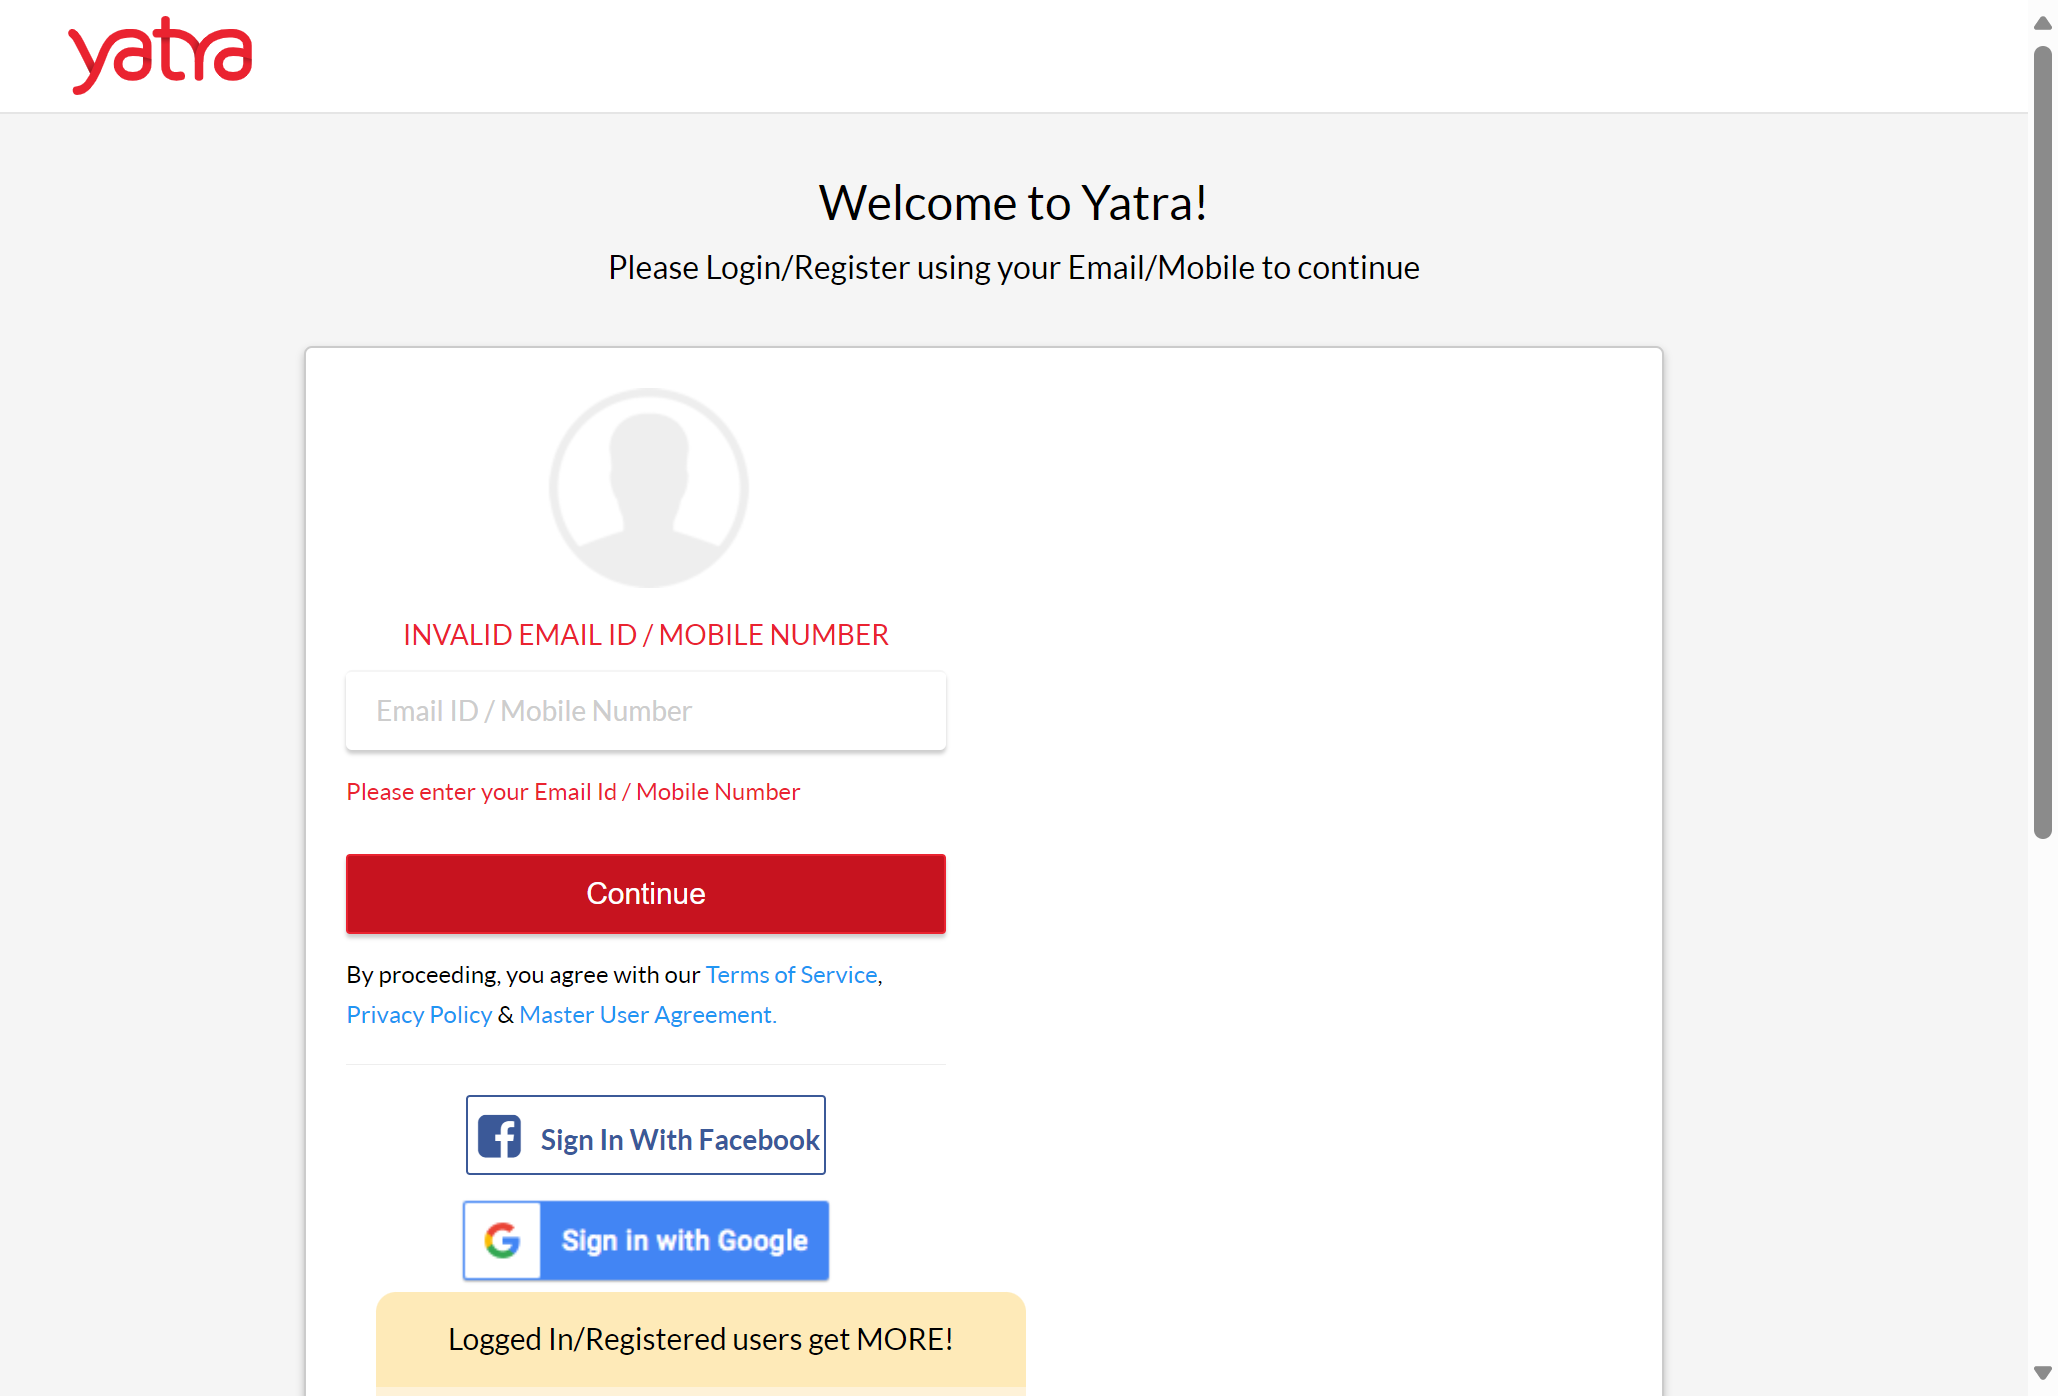 yatra
Welcome to Yatra!
Please Login/Register using your Email/Mobile to continue
INVALID EMAIL ID / MOBILE NUMBER
Email ID / Mobile Number
Please enter your Email Id / Mobile Number
Continue
By proceeding, you agree with our Terms of Service,
Privacy Policy & Master User Agreement.
Sign In With Facebook
Sign in with Google
Logged In/Registered users get MORE!